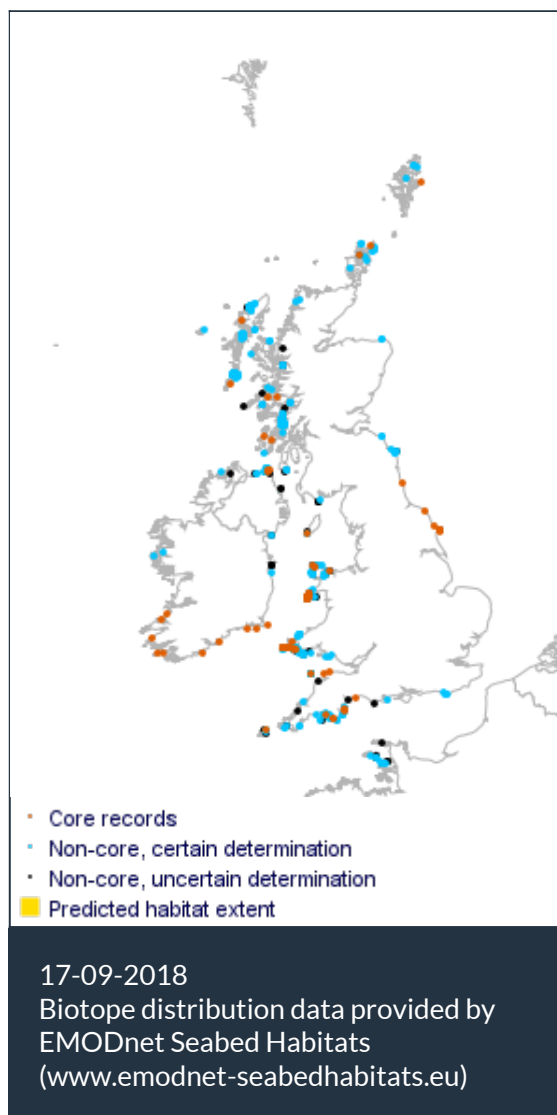 Core records
Non-core, certain determination
Non-core, uncertain determination
Predicted habitat extent
17-09-2018
Biotope distribution data provided by
EMODnet Seabed Habitats
(www.emodnet-seabedhabitats.eu)